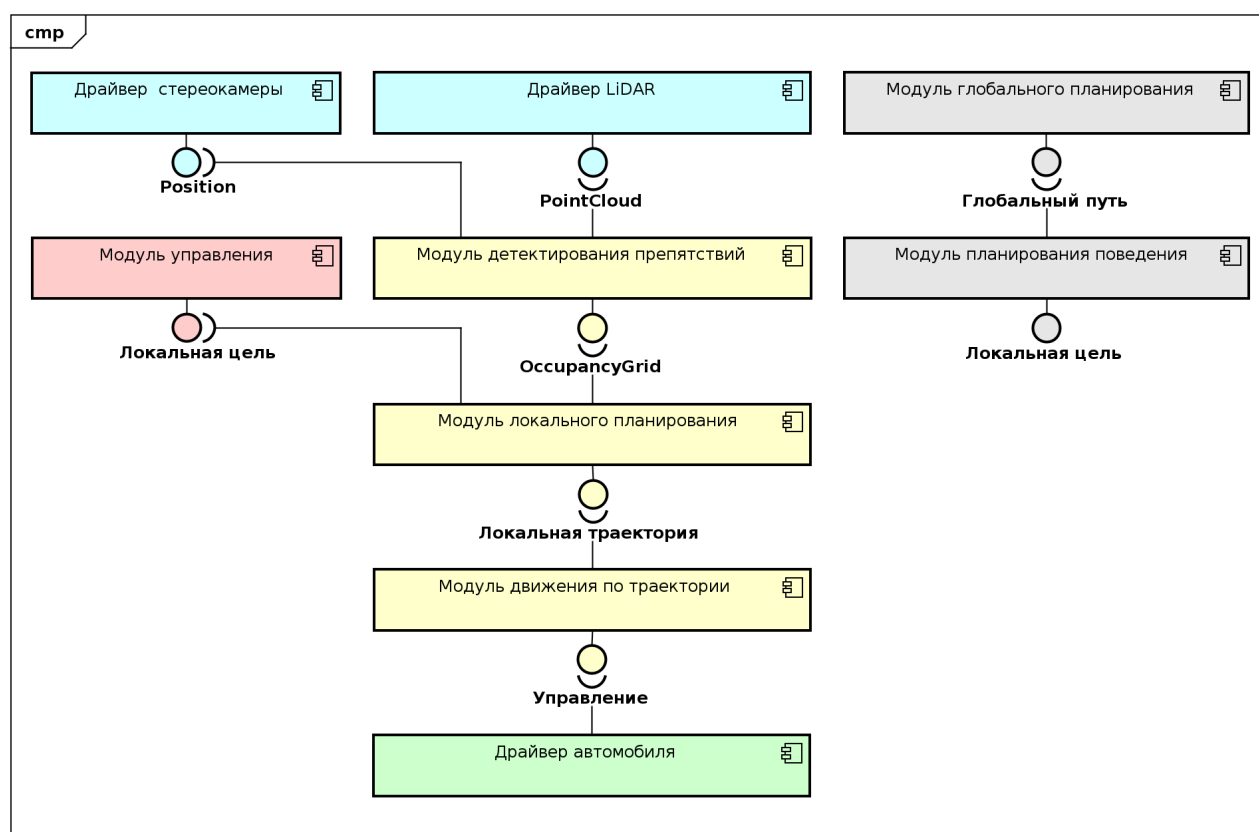 cmp
Драйвер  стереокамеры
Драйвер LiDAR
Модуль глобального планирования
Position
PointCloud
Глобальный путь
Модуль управления
Модуль детектирования препятствий
Модуль планирования поведения
Локальная цель
OccupancyGrid
Локальная цель
Модуль локального планирования
Локальная траектория
Модуль движения по траектории
Управление
Драйвер автомобиля